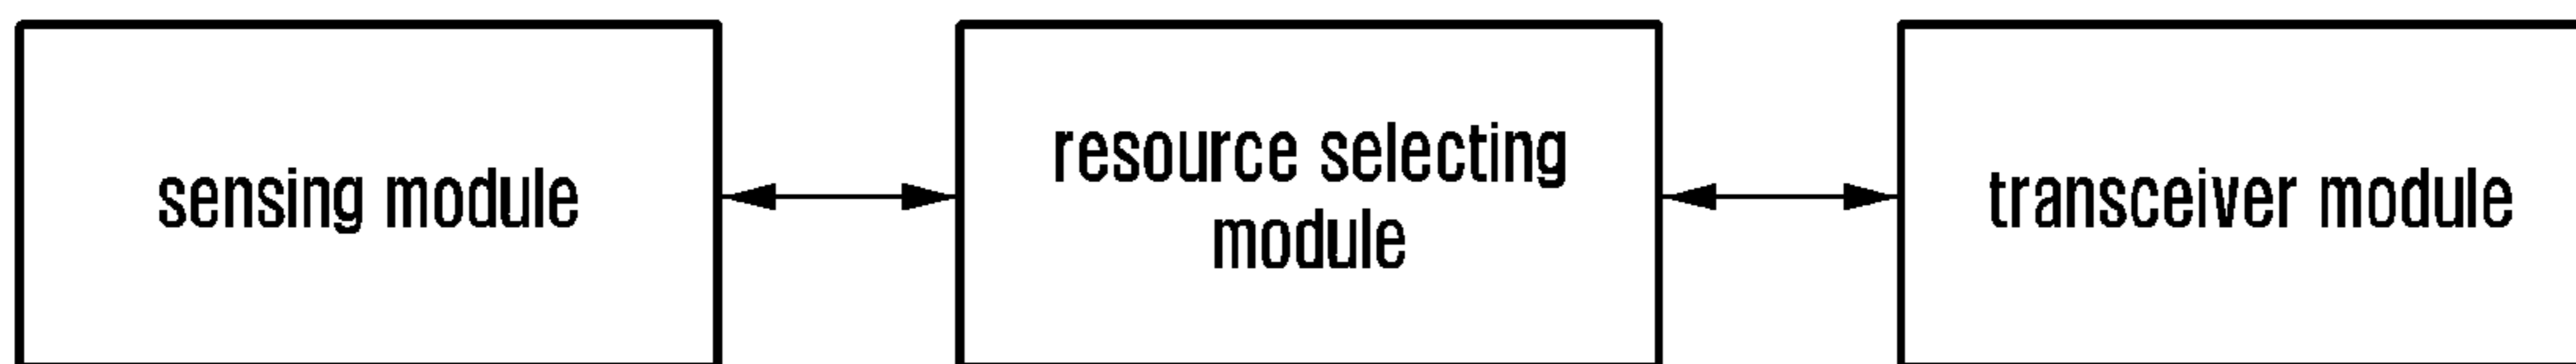 sensing module
resource selecting
module
transceiver module